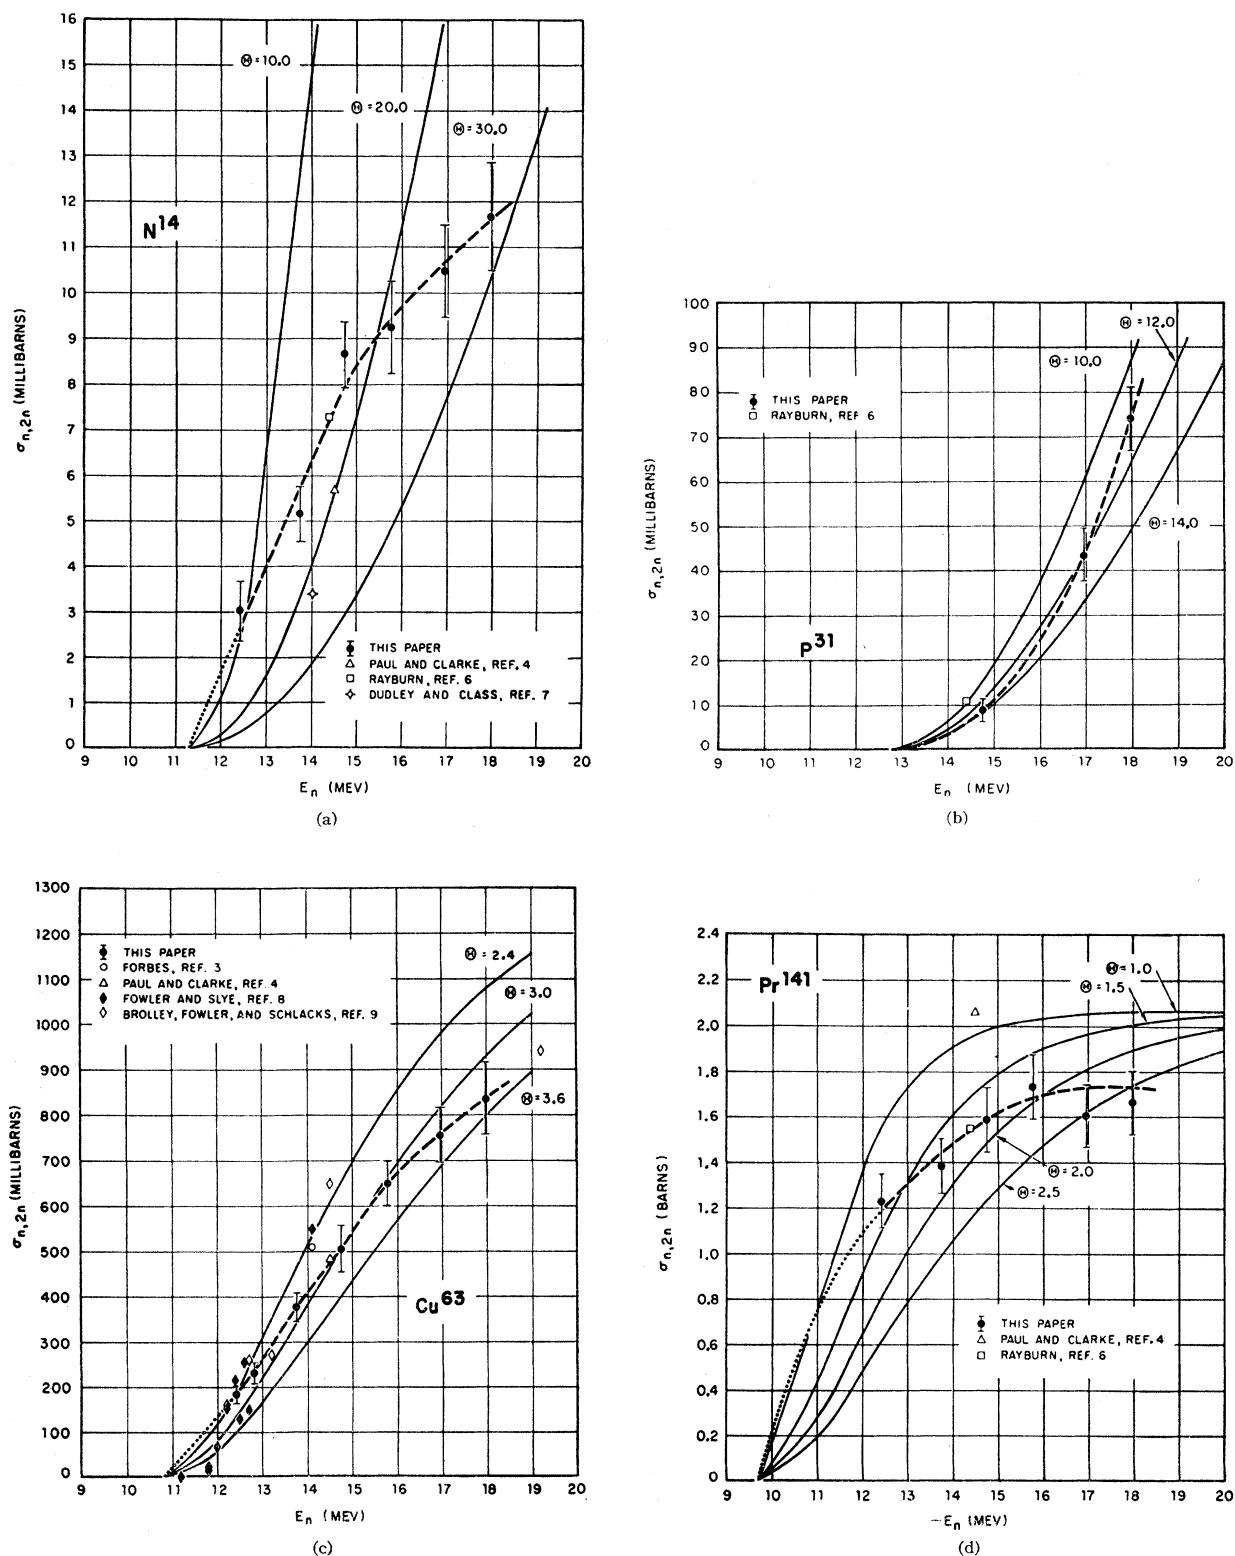 16
15
14
13
12
11
10
9
8
7
6
5
4
3
2
1
0
σn,2n (MILLIBARNS)
Θ=10.0
Θ=20.0
Θ=30.0
N14
THIS PAPER
PAUL AND CLARKE, REF. 4
RAYBURN, REF. 6
DUDLEY AND CLASS, REF. 7
9 10 11 12 13 14 15 16 17 18 19 20
En (MEV)
(a)
100
90
80
70
60
50
40
30
20
10
0
σn,2n (MILLIBARNS)
Θ=12.0
Θ=10.0
THIS PAPER
RAYBURN, REF 6
Θ=14.0
P31
9 10 11 12 13 14 15 16 17 18 19 20
En (MEV)
(b)
1300
1200
1100
1000
900
800
700
600
500
400
300
200
100
0
σn,2n (MILLIBARNS)
THIS PAPER
FORBES, REF. 3
PAUL AND CLARKE, REF. 4
FOWLER AND SLYE, REF. 8
BROLLEY, FOWLER, AND SCHLACKS, REF. 9
Θ=2.4
Θ=3.0
Θ=3.6
Cu63
9 10 11 12 13 14 15 16 17 18 19 20
En (MEV)
(c)
2.4
2.2
2.0
1.8
1.6
1.4
1.2
1.0
0.8
0.6
0.4
0.2
0
σn,2n (BARNS)
Pr141
Θ=1.0
Θ=1.5
Θ=2.0
Θ=2.5
THIS PAPER
PAUL AND CLARKE, REF. 4
RAYBURN, REF. 6
9 10 11 12 13 14 15 16 17 18 19 20
En (MEV)
(d)